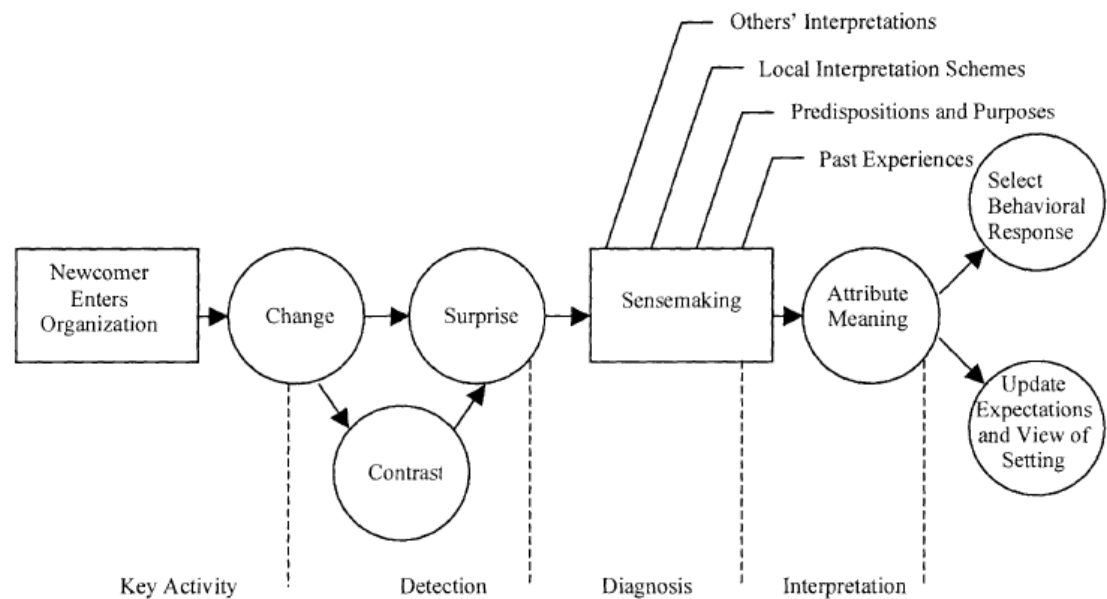 Others' Interpretations
Local Interpretation Schemes
Predispositions and Purposes
Past Experiences
Select
Behavioral
Response
Newcomer
Enters
Organization
Change
Surprise
Sensemaking
Attribute
Meaning
Contrast
Update
Expectations
and View of
Setting
Key Activity
Detection
Diagnosis
Interpretation